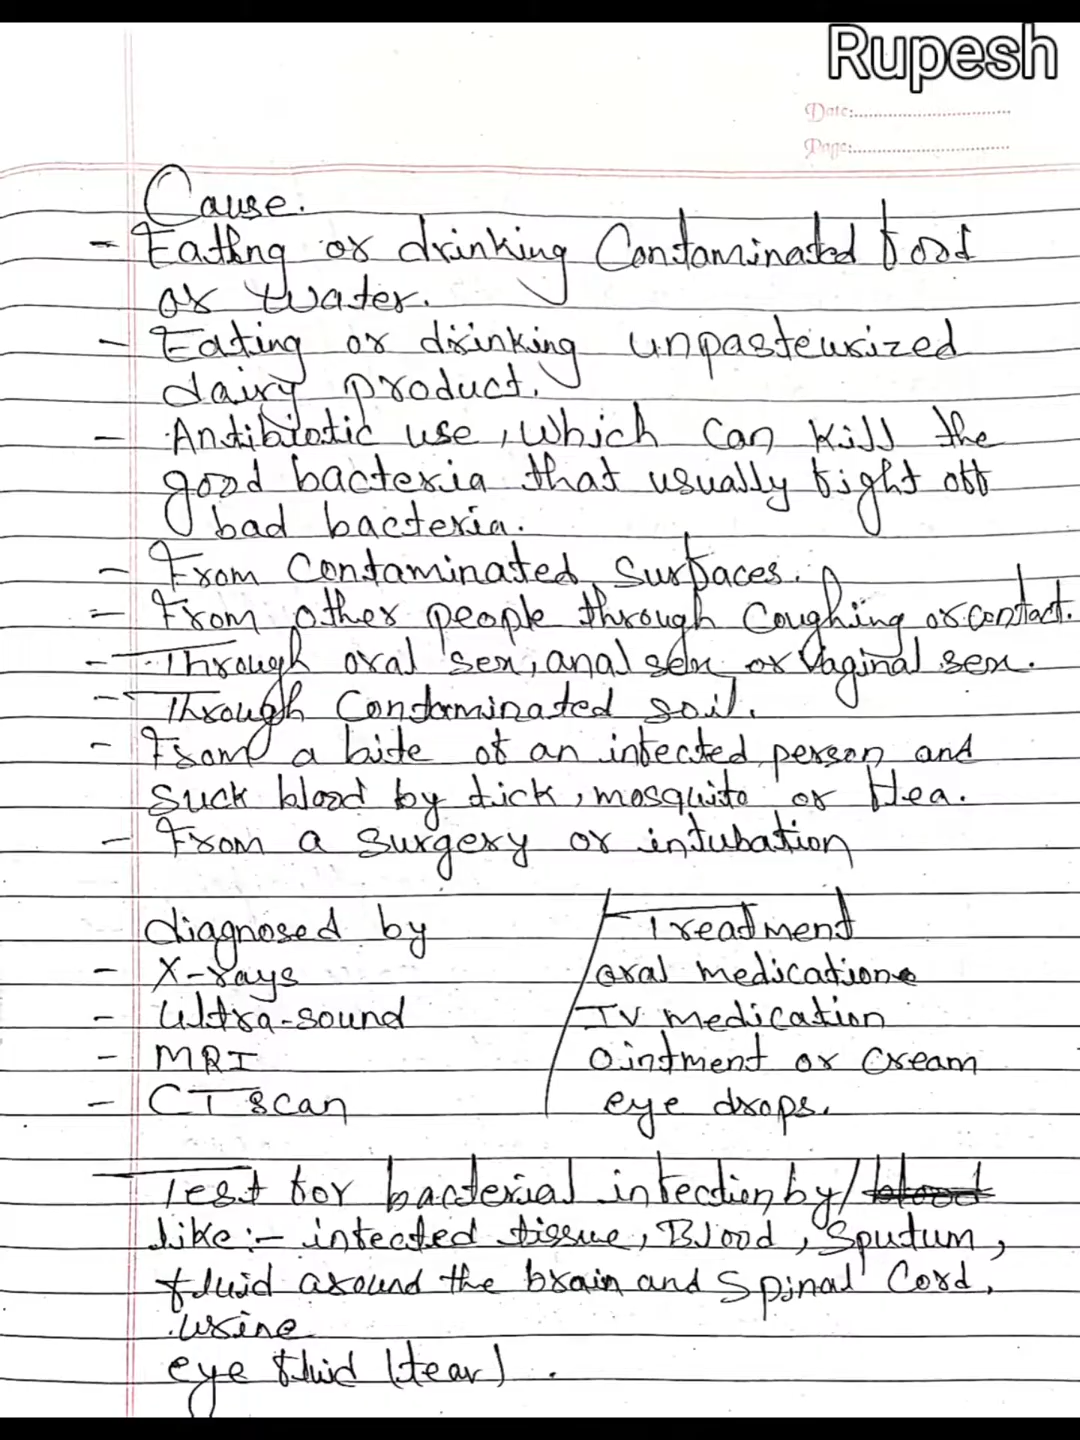 Rupesh
Date:
Page:
Cause.
- Eating or drinking Contaminated food
or water.
- Eating or drinking unpasteurized
dairy product.
- Antibiotic use, which can kill the
good bacteria that usually fight off
bad bacteria.
- From Contaminated Surfaces.
- From other people through Coughing or contact.
- Through oral sex, anal sex or Vaginal sex.
- Through Contaminated soil.
- From a bite of an infected person and
suck blood by tick, mosquito or flea.
- From a surgery or intubation
diagnosed by / Treatment
- X-rays / oral medication
- Ultra-sound / IV medication
- MRI / Ointment or cream
- CT scan / eye drops.
Test for bacterial infection by / blood
like :- infected tissue, Blood, Sputum,
fluid around the brain and Spinal Cord.
urine
eye fluid (tear).